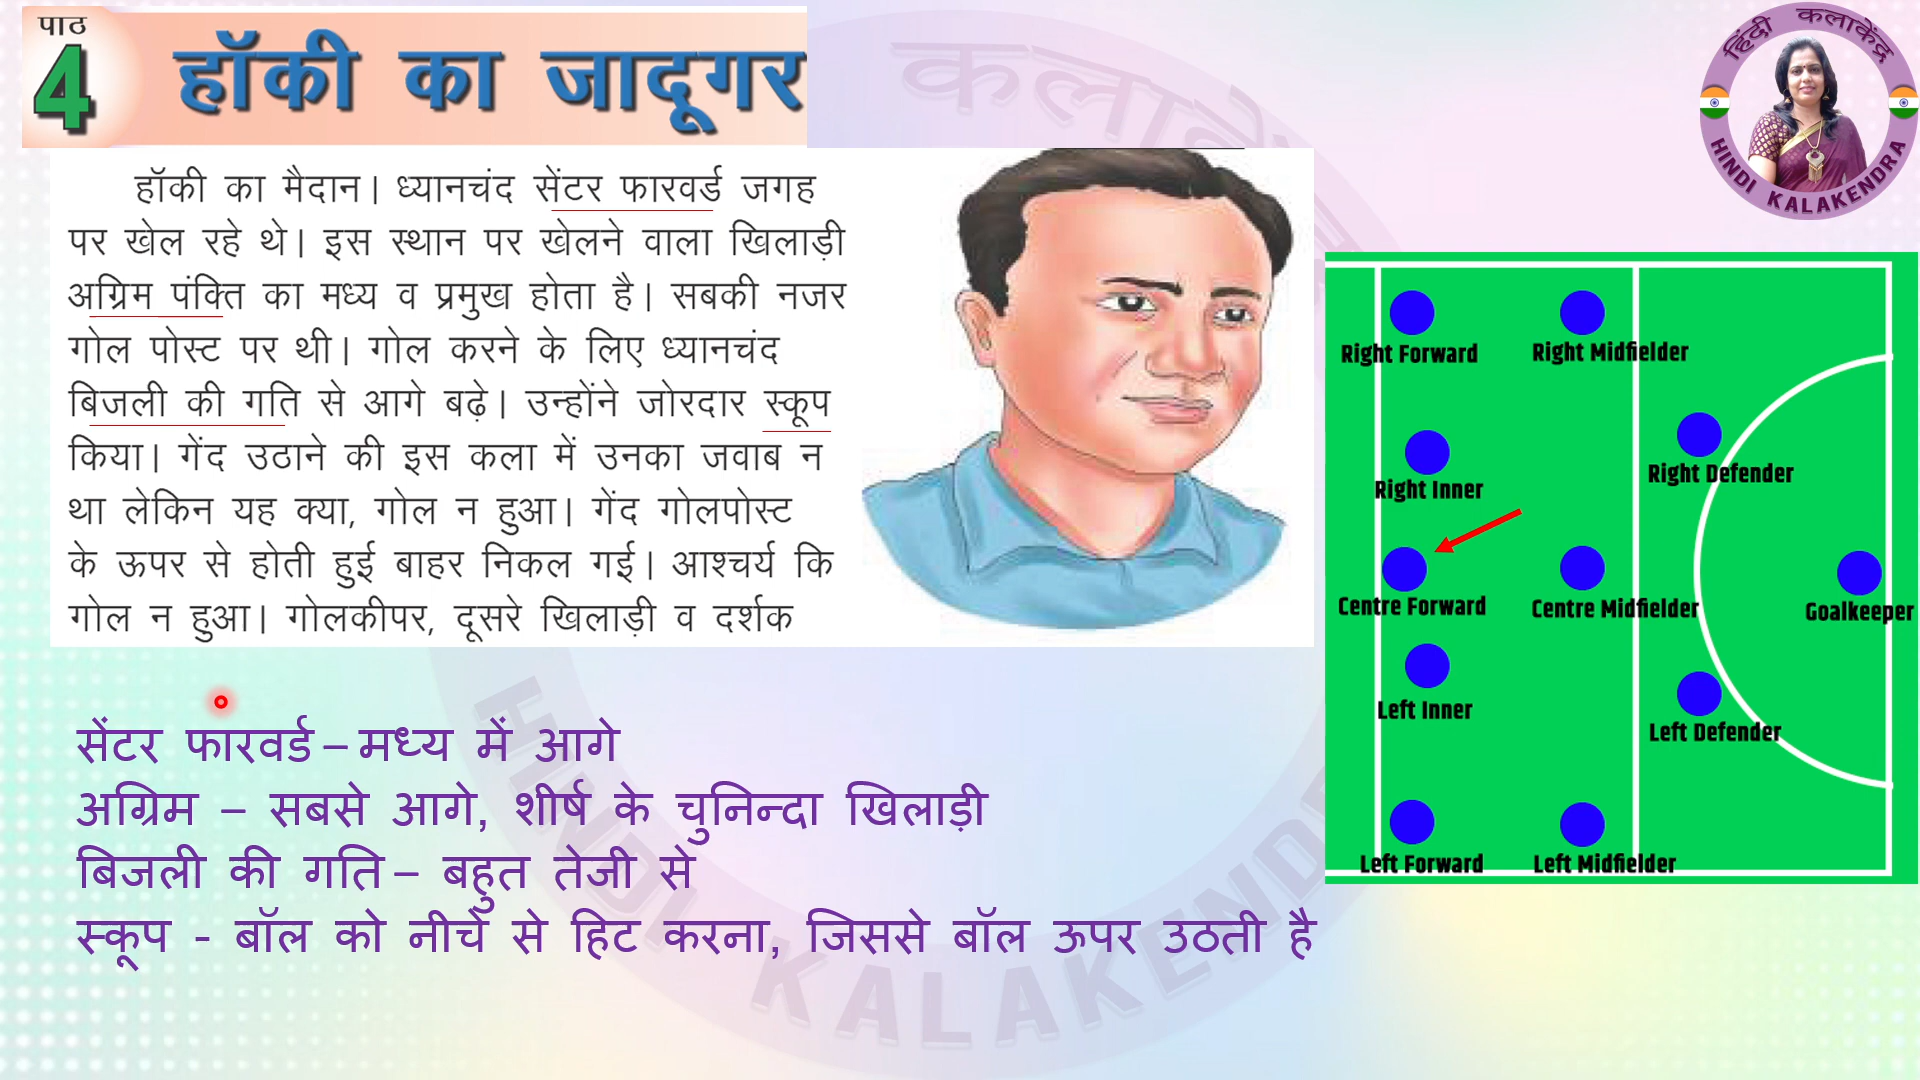 पाठ
4
हॉकी का जादूगर
हॉकी का मैदान। ध्यानचंद सेंटर फारवर्ड जगह
पर खेल रहे थे। इस स्थान पर खेलने वाला खिलाड़ी
अग्रिम पंक्ति का मध्य व प्रमुख होता है। सबकी नजर
गोल पोस्ट पर थी। गोल करने के लिए ध्यानचंद
बिजली की गति से आगे बढ़े। उन्होंने जोरदार स्कूप
किया। गेंद उठाने की इस कला में उनका जवाब न
था लेकिन यह क्या, गोल न हुआ। गेंद गोलपोस्ट
के ऊपर से होती हुई बाहर निकल गई। आश्चर्य कि
गोल न हुआ। गोलकीपर, दूसरे खिलाड़ी व दर्शक
सेंटर फारवर्ड – मध्य में आगे
अग्रिम – सबसे आगे, शीर्ष के चुनिन्दा खिलाड़ी
बिजली की गति – बहुत तेजी से
स्कूप - बॉल को नीचे से हिट करना, जिससे बॉल ऊपर उठती है
हिंदी कलाकेंद्र
HINDI KALAKENDRA
Right Forward
Right Midfielder
Right Inner
Right Defender
Centre Forward
Centre Midfielder
Goalkeeper
Left Inner
Left Defender
Left Forward
Left Midfielder
कलाकें
HINDI KALAKENDR